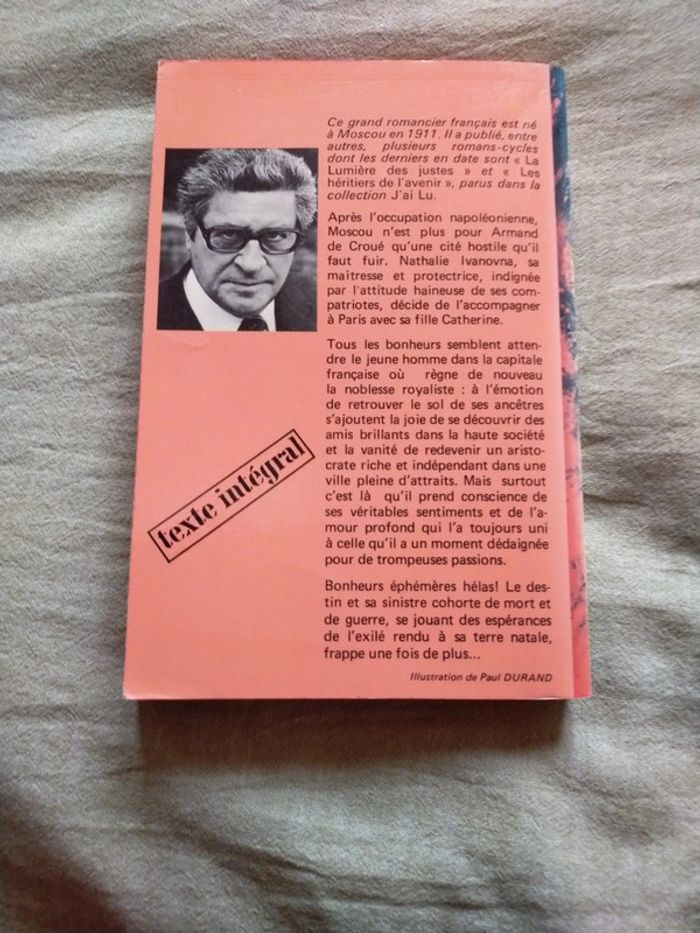 Ce grand romancier français est né
à Moscou en 1911. Il a publié, entre
autres, plusieurs romans-cycles
dont les derniers en date sont « La
Lumière des justes » et « Les
héritiers de l'avenir », parus dans la
collection J'ai Lu.
Après l'occupation napoléonienne,
Moscou n'est plus pour Armand
de Croué qu'une cité hostile qu'il
faut fuir. Nathalie Ivanovna, sa
maîtresse et protectrice, indignée
par l'attitude haineuse de ses com-
patriotes, décide de l'accompagner
à Paris avec sa fille Catherine.
Tous les bonheurs semblent atten-
dre le jeune homme dans la capitale
française où règne de nouveau
la noblesse royaliste : à l'émotion
de retrouver le sol de ses ancêtres
s'ajoutent la joie de se découvrir des
amis brillants dans la haute société
et la vanité de redevenir un aristo-
crate riche et indépendant dans une
ville pleine d'attraits. Mais surtout
c'est là qu'il prend conscience de
ses véritables sentiments et de l'a-
mour profond qui l'a toujours uni
à celle qu'il a un moment dédaignée
pour de trompeuses passions.
Bonheurs éphémères hélas! Le des-
tin et sa sinistre cohorte de mort et
de guerre, se jouant des espérances
de l'exilé rendu à sa terre natale,
frappe une fois de plus...
Illustration de Paul DURAND
texte intégral